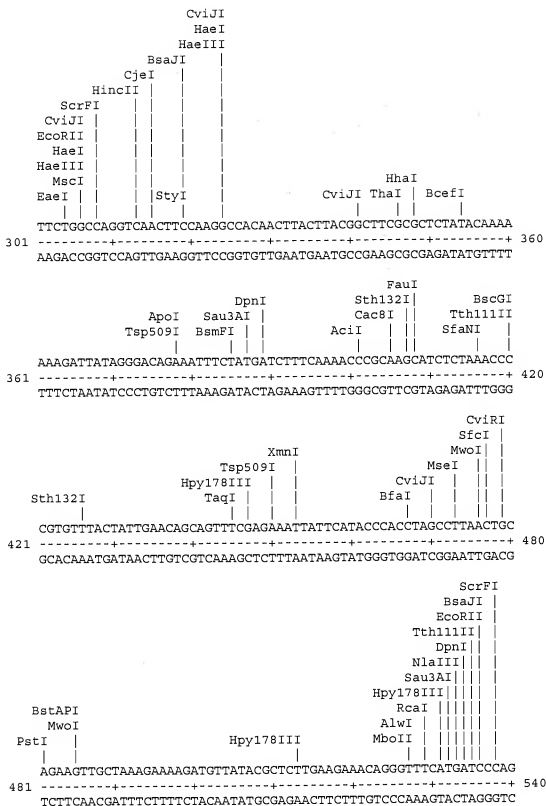 CviJI
HaeI
HaeIII
BsaJI
CjeI
HincII
ScrFI
CviJI
EcoRII
HaeI
HaeIII
MscI
EaeI StyI CviJI ThaI HhaI BcefI
TTCTGGCCAGGTCAACTTCCAAGGCCACAACTTACTTACGGCTTCGCGCTCTATACAAAA
301 360
AAGACCGGTCCAGTTGAAGGTTCCGGTGTTGAATGAATGCCGAAGCGCGAGATATGTTTT
FauI
DpnI Sth132I BscGI
ApoI Sau3AI Cac8I Tth111II
Tsp509I BsmFI AciI SfaNI
AAAGATTATAGGGACAGAAATTTCTATGATCTTTCAAAACCCGCAAGCATCTCTAAACCC
361 420
TTTCTAATATCCCTGTCTTTAAAGATACTAGAAAGTTTTGGGCGTTCGTAGAGATTTGGG
CviRI
SfcI
XmnI MwoI
Tsp509I MseI
Hpy178III CviJI
Sth132I TaqI BfaI
CGTGTTTACTATTGAACAGCAGTTTCGAGAAATTATTCATACCCACCTAGCCTTAACTGC
421 480
GCACAAATGATAACTTGTCGTCAAAGCTCTTTAATAAGTATGGGTGGATCGGAATTGACG
ScrFI
BsaJI
EcoRII
Tth111II
DpnI
NlaIII
Sau3AI
Hpy178III
BstAPI RcaI
MwoI AlwI
PstI Hpy178III MboII
AGAAGTTGCTAAAGAAAAGATGTTATACGCTCTTGAAGAAACAGGGTTTCATGATCCCAG
481 540
TCTTCAACGATTTCTTTTCTACAATATGCGAGAACTTCTTTGTCCCAAAGTACTAGGGTC